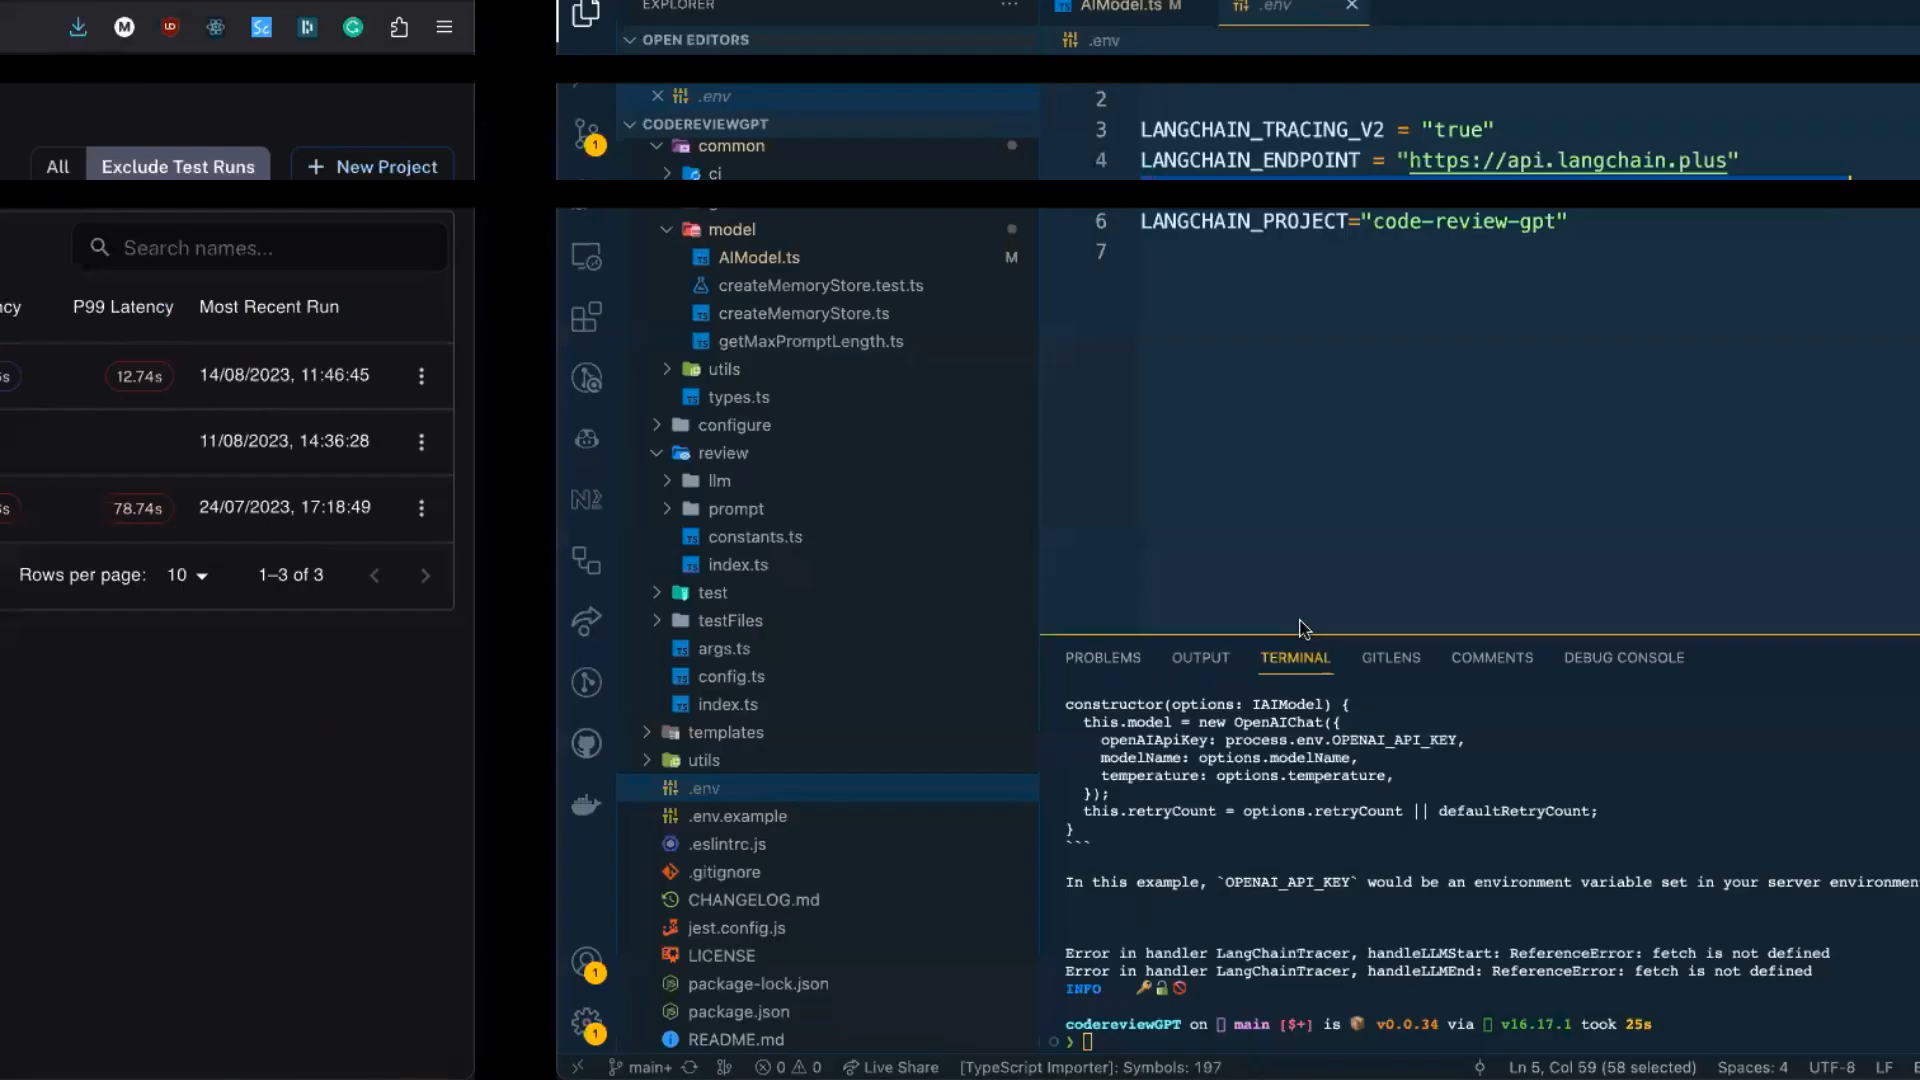 M
UD
Sc
All
Exclude Test Runs
+ New Project
Search names...
P99 Latency
Most Recent Run
12.74s
14/08/2023, 11:46:45
11/08/2023, 14:36:28
78.74s
24/07/2023, 17:18:49
Rows per page: 10
1–3 of 3
EXPLORER
OPEN EDITORS
.env
CODEREVIEWGPT
common
ci
model
AIModel.ts
M
createMemoryStore.test.ts
createMemoryStore.ts
getMaxPromptLength.ts
utils
types.ts
configure
review
llm
prompt
constants.ts
index.ts
test
testFiles
args.ts
config.ts
index.ts
templates
utils
.env
.env.example
.eslintrc.js
.gitignore
CHANGELOG.md
jest.config.js
LICENSE
package-lock.json
package.json
README.md
1
1
1
AIModel.ts M
.env
.env
2
3 LANGCHAIN_TRACING_V2 = "true"
4 LANGCHAIN_ENDPOINT = "https://api.langchain.plus"
6 LANGCHAIN_PROJECT="code-review-gpt"
7
PROBLEMS
OUTPUT
TERMINAL
GITLENS
COMMENTS
DEBUG CONSOLE
constructor(options: IAIModel) {
this.model = new OpenAIChat({
openAIApiKey: process.env.OPENAI_API_KEY,
modelName: options.modelName,
temperature: options.temperature,
});
this.retryCount = options.retryCount || defaultRetryCount;
}
```
In this example, `OPENAI_API_KEY` would be an environment variable set in your server
Error in handler LangChainTracer, handleLLMStart: ReferenceError: fetch is not defined
Error in handler LangChainTracer, handleLLMEnd: ReferenceError: fetch is not defined
INFO 🔑🔓🚫
codereviewGPT on main [$+] is 📦 v0.0.34 via v16.17.1 took 25s
❯
main+
0
0
Live Share
[TypeScript Importer]: Symbols: 197
Ln 5, Col 59 (58 selected)
Spaces: 4
UTF-8
LF